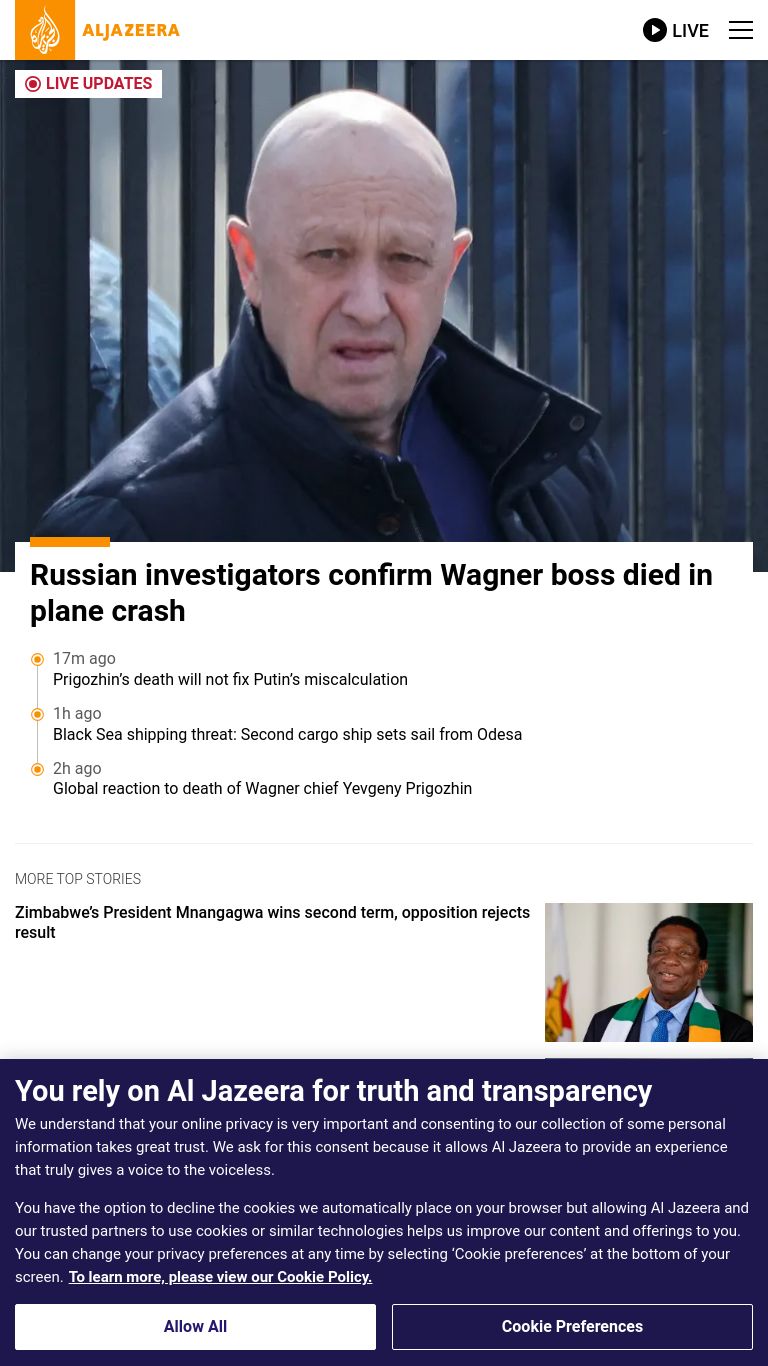 ALJAZEERA
LIVE
LIVE UPDATES
Russian investigators confirm Wagner boss died in
plane crash
17m ago
Prigozhin’s death will not fix Putin’s miscalculation
1h ago
Black Sea shipping threat: Second cargo ship sets sail from Odesa
2h ago
Global reaction to death of Wagner chief Yevgeny Prigozhin
MORE TOP STORIES
Zimbabwe’s President Mnangagwa wins second term, opposition rejects
result
You rely on Al Jazeera for truth and transparency
We understand that your online privacy is very important and consenting to our collection of some personal
information takes great trust. We ask for this consent because it allows Al Jazeera to provide an experience
that truly gives a voice to the voiceless.
You have the option to decline the cookies we automatically place on your browser but allowing Al Jazeera and
our trusted partners to use cookies or similar technologies helps us improve our content and offerings to you.
You can change your privacy preferences at any time by selecting ‘Cookie preferences’ at the bottom of your
screen. To learn more, please view our Cookie Policy.
Allow All
Cookie Preferences